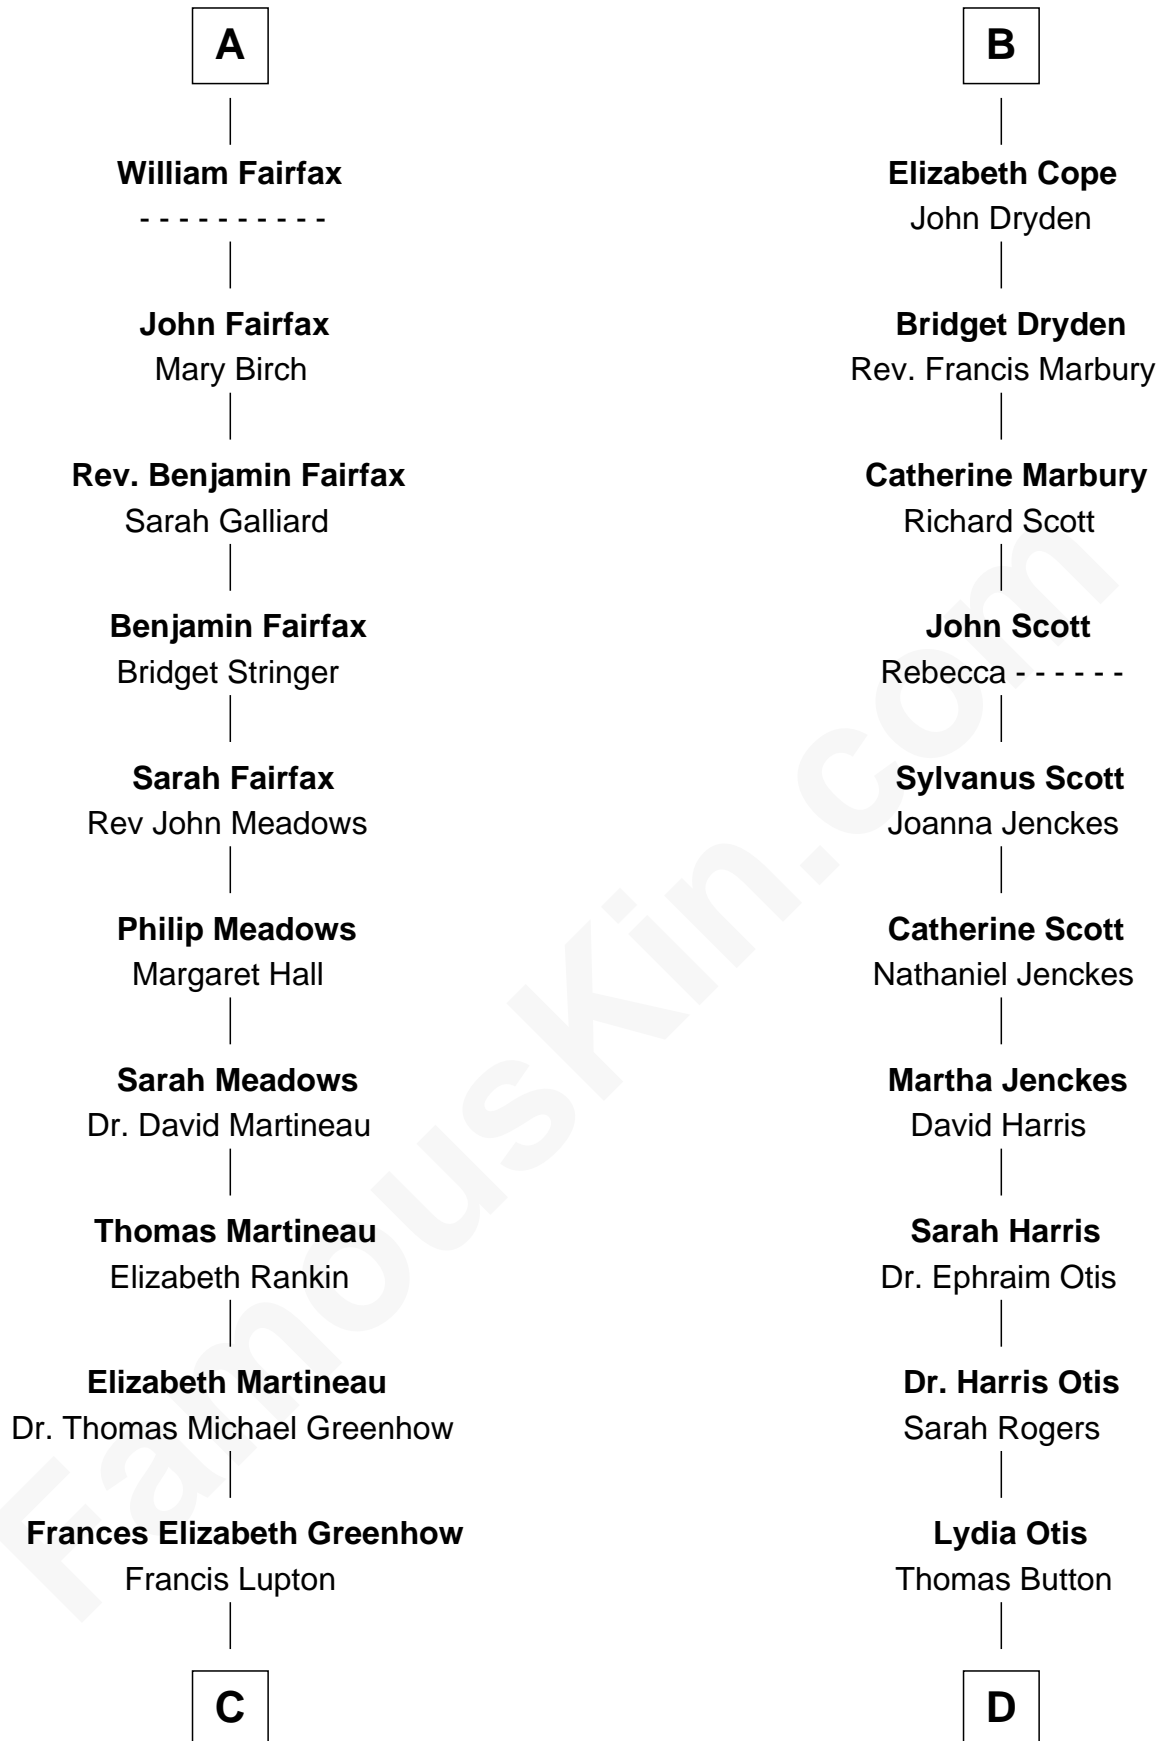 A
William Fairfax
- - - - - - - - - -
John Fairfax
Mary Birch
Rev. Benjamin Fairfax
Sarah Galliard
Benjamin Fairfax
Bridget Stringer
Sarah Fairfax
Rev John Meadows
Philip Meadows
Margaret Hall
Sarah Meadows
Dr. David Martineau
Thomas Martineau
Elizabeth Rankin
Elizabeth Martineau
Dr. Thomas Michael Greenhow
Frances Elizabeth Greenhow
Francis Lupton
C
B
Elizabeth Cope
John Dryden
Bridget Dryden
Rev. Francis Marbury
Catherine Marbury
Richard Scott
John Scott
Rebecca - - - - - -
Sylvanus Scott
Joanna Jenckes
Catherine Scott
Nathaniel Jenckes
Martha Jenckes
David Harris
Sarah Harris
Dr. Ephraim Otis
Dr. Harris Otis
Sarah Rogers
Lydia Otis
Thomas Button
D
FamousKin.com